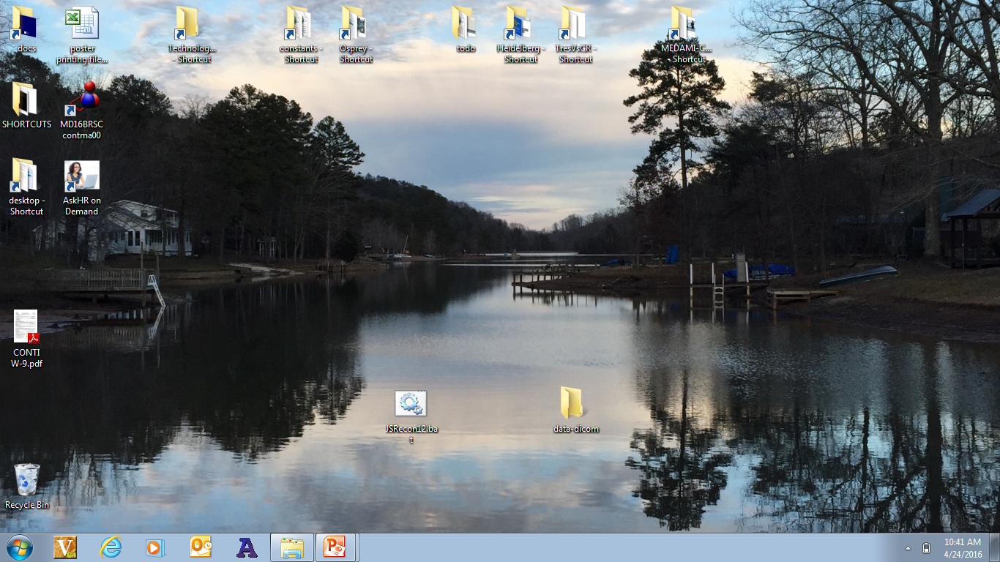 docs
poster
printing file...
Technolog...
- Shortcut
constants -
Shortcut
Osprey -
Shortcut
todo
Heidelberg -
Shortcut
TresVsCR -
Shortcut
MEDAMI-C...
- Shortcut
SHORTCUTS
MD16BRSC
contma00
desktop -
Shortcut
AskHR on
Demand
CONTI
W-9.pdf
JSRecon12.ba
t
data-dicom
Recycle Bin
10:41 AM
4/24/2016